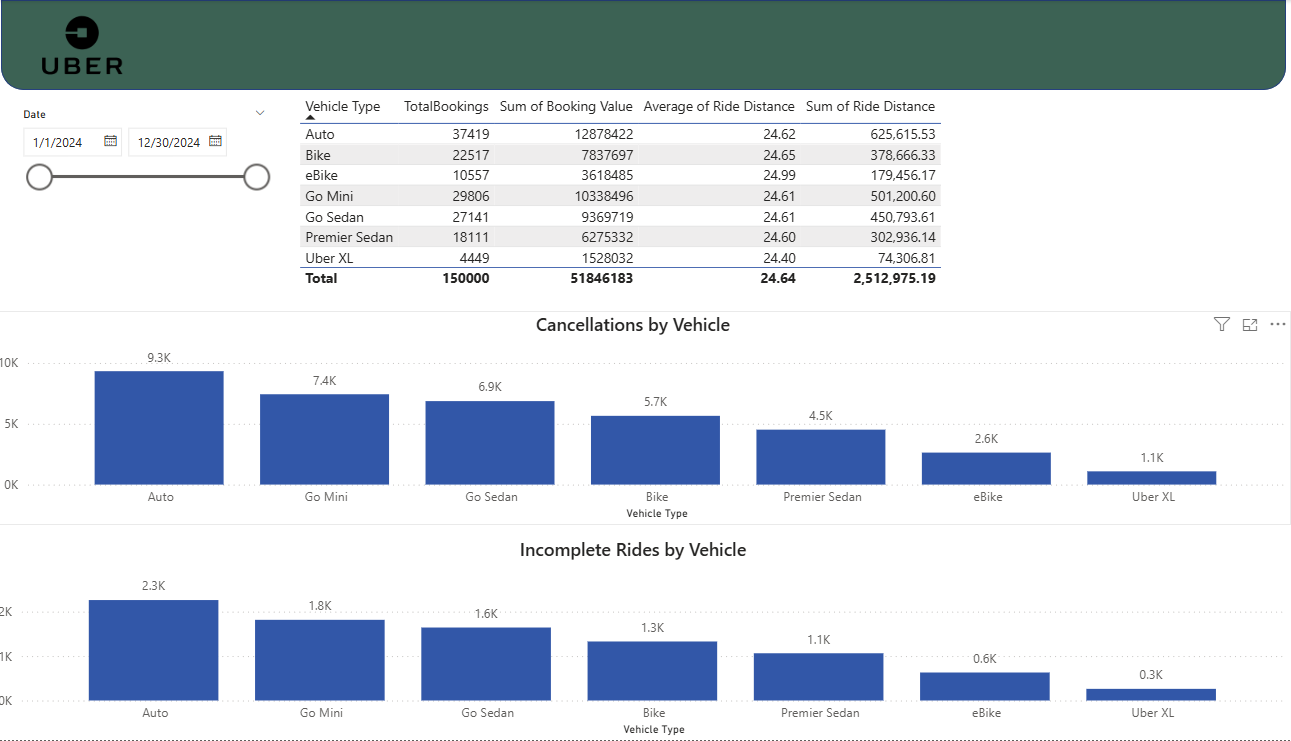 UBER
Date
1/1/2024 12/30/2024
Vehicle Type TotalBookings Sum of Booking Value Average of Ride Distance Sum of Ride Distance
Auto 37419 12878422 24.62 625,615.53
Bike 22517 7837697 24.65 378,666.33
eBike 10557 3618485 24.99 179,456.17
Go Mini 29806 10338496 24.61 501,200.60
Go Sedan 27141 9369719 24.61 450,793.61
Premier Sedan 18111 6275332 24.60 302,936.14
Uber XL 4449 1528032 24.40 74,306.81
Total 150000 51846183 24.64 2,512,975.19
Cancellations by Vehicle
10K
5K
0K
9.3K 7.4K 6.9K 5.7K 4.5K 2.6K 1.1K
Auto Go Mini Go Sedan Bike Premier Sedan eBike Uber XL
Vehicle Type
Incomplete Rides by Vehicle
2K
1K
0K
2.3K 1.8K 1.6K 1.3K 1.1K 0.6K 0.3K
Auto Go Mini Go Sedan Bike Premier Sedan eBike Uber XL
Vehicle Type